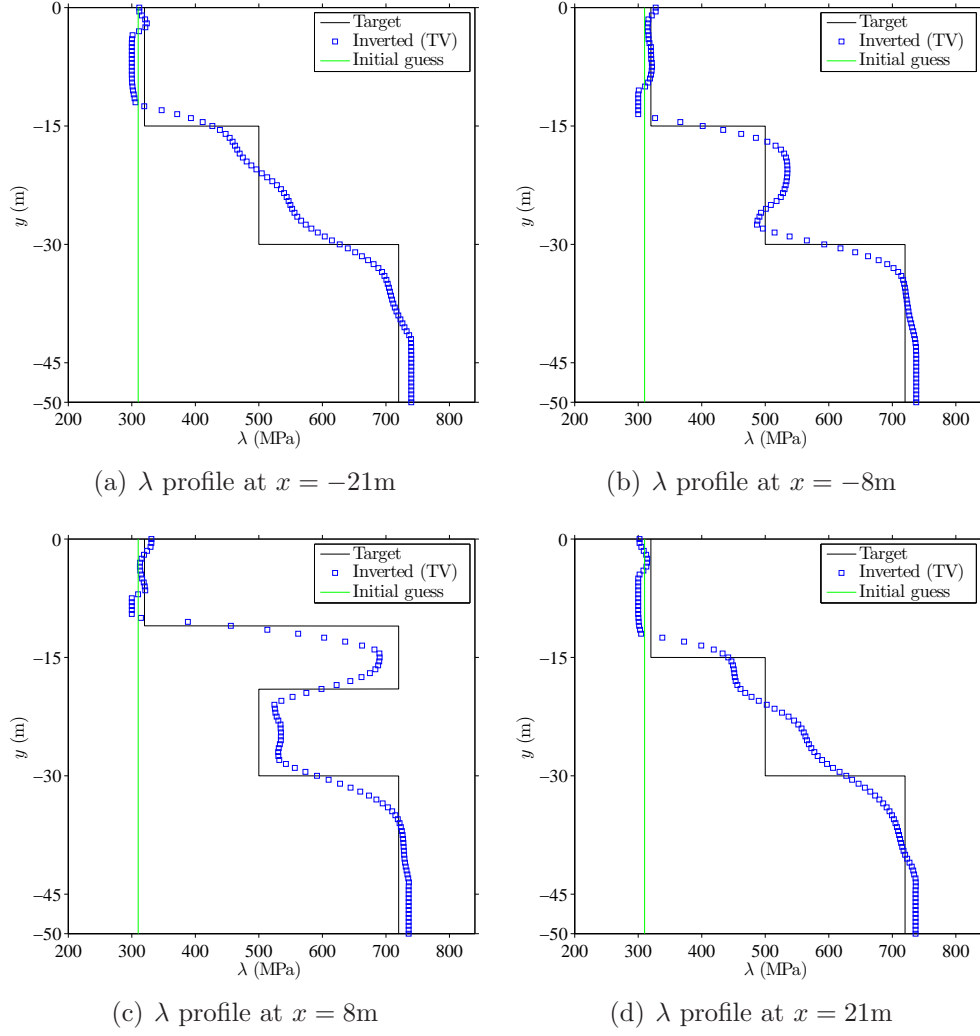 Target
Inverted (TV)
Initial guess
0
−15
−30
−45
−50
y (m)
200 300 400 500 600 700 800
λ (MPa)
(a) λ profile at x = −21m
Target
Inverted (TV)
Initial guess
0
−15
−30
−45
−50
y (m)
200 300 400 500 600 700 800
λ (MPa)
(b) λ profile at x = −8m
Target
Inverted (TV)
Initial guess
0
−15
−30
−45
−50
y (m)
200 300 400 500 600 700 800
λ (MPa)
(c) λ profile at x = 8m
Target
Inverted (TV)
Initial guess
0
−15
−30
−45
−50
y (m)
200 300 400 500 600 700 800
λ (MPa)
(d) λ profile at x = 21m